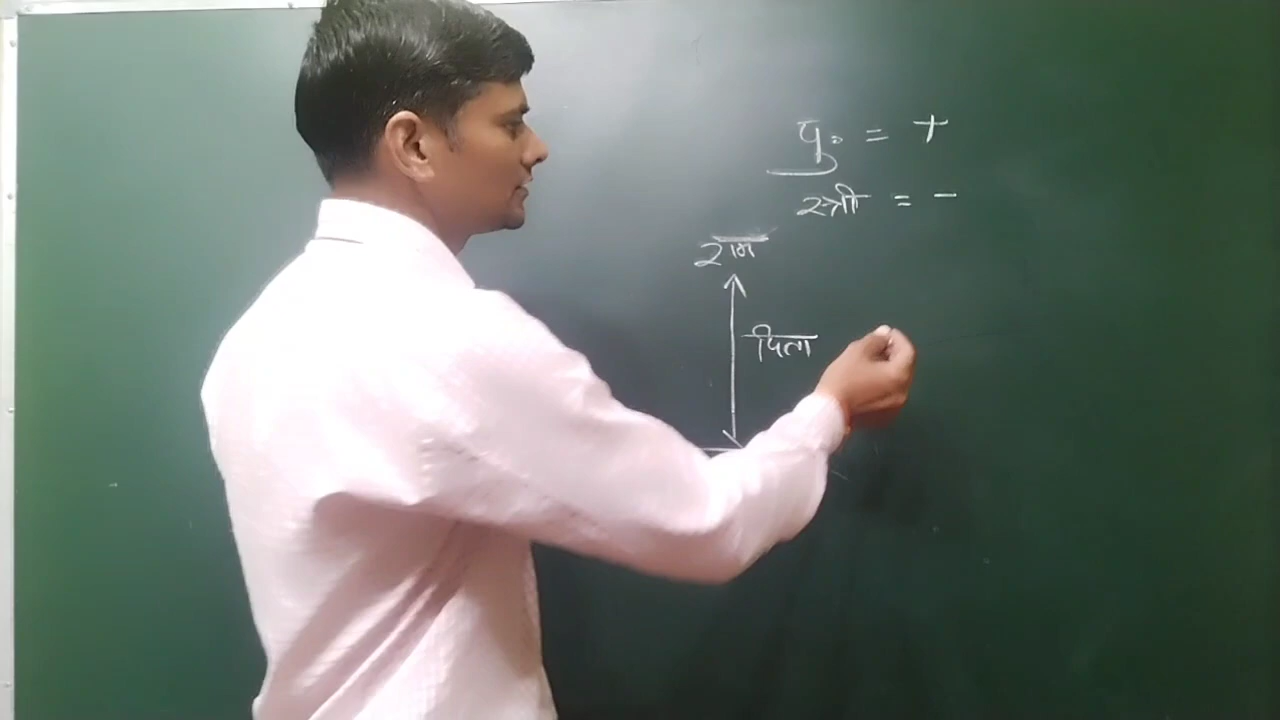 पु० = +
स्त्री = -
राम
पिता